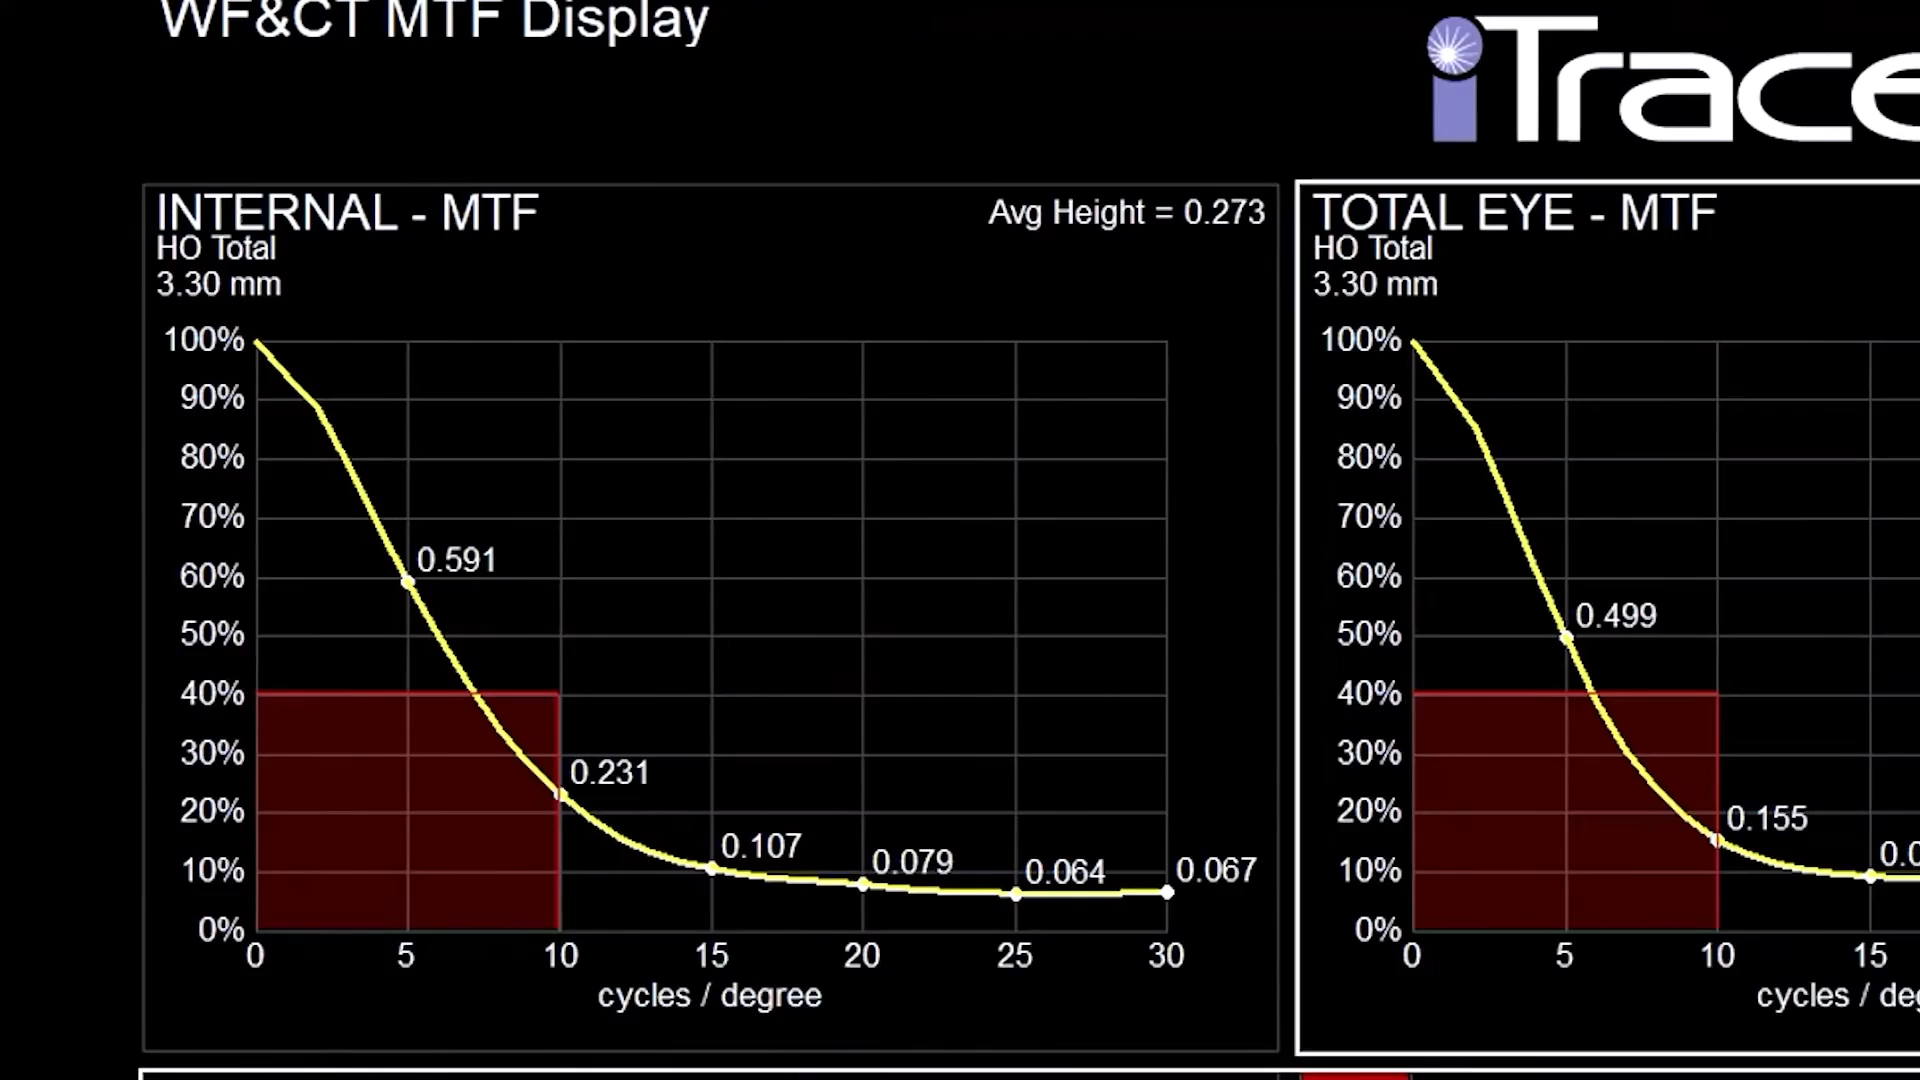 WF&CT MTF Display
iTrace
INTERNAL - MTF
Avg Height = 0.273
HO Total
3.30 mm
100%
90%
80%
70%
60%
50%
40%
30%
20%
10%
0%
0.591
0.231
0.107
0.079
0.064
0.067
0 5 10 15 20 25 30
cycles / degree
TOTAL EYE - MTF
HO Total
3.30 mm
100%
90%
80%
70%
60%
50%
40%
30%
20%
10%
0%
0.499
0.155
0 5 10 15
cycles /